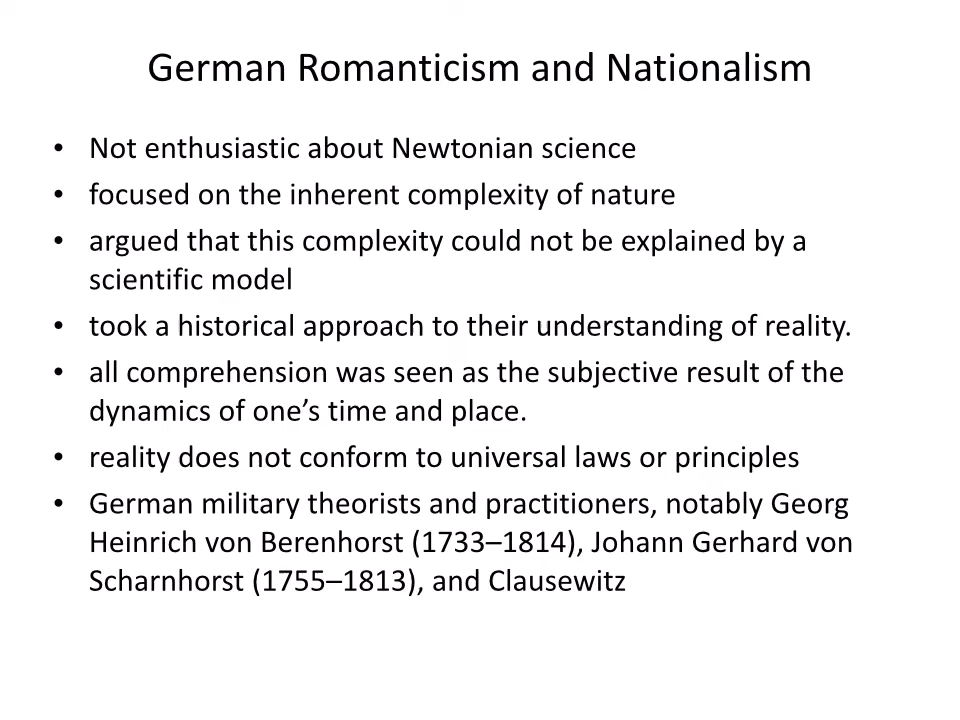 German Romanticism and Nationalism
• Not enthusiastic about Newtonian science
• focused on the inherent complexity of nature
• argued that this complexity could not be explained by a
scientific model
• took a historical approach to their understanding of reality.
• all comprehension was seen as the subjective result of the
dynamics of one’s time and place.
• reality does not conform to universal laws or principles
• German military theorists and practitioners, notably Georg
Heinrich von Berenhorst (1733–1814), Johann Gerhard von
Scharnhorst (1755–1813), and Clausewitz